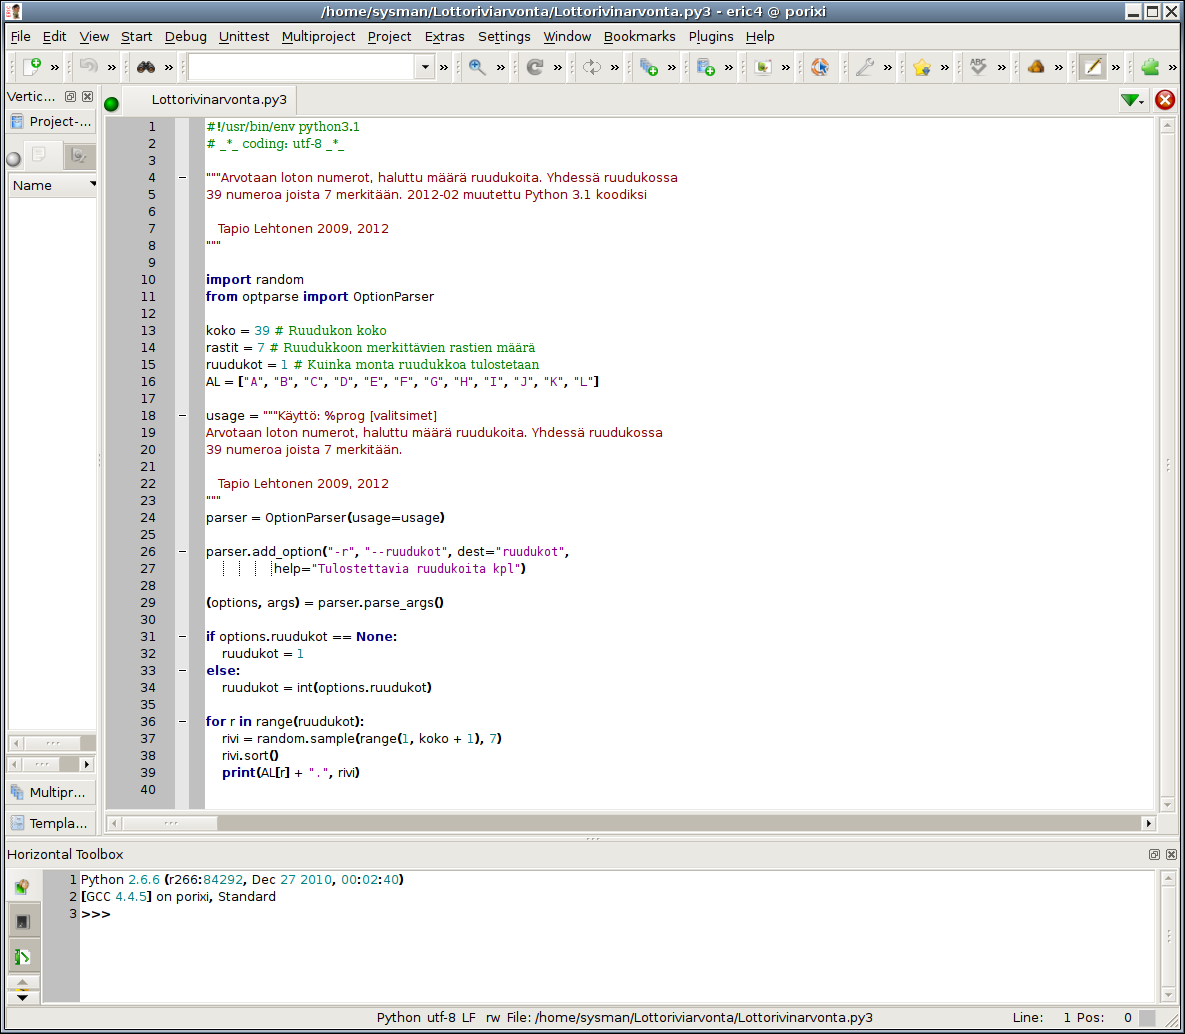 /home/sysman/Lottoriviarvonta/Lottorivinarvonta.py3 - eric4 @ porixi
File Edit View Start Debug Unittest Multiproject Project Extras Settings Window Bookmarks Plugins Help
Vertic...
Lottorivinarvonta.py3
Project-...
Name
Multipr...
Templa...
1 #!/usr/bin/env python3.1
2 # _*_ coding: utf-8 _*_
3
4 """Arvotaan loton numerot, haluttu määrä ruudukoita. Yhdessä ruudukossa
5 39 numeroa joista 7 merkitään. 2012-02 muutettu Python 3.1 koodiksi
6
7    Tapio Lehtonen 2009, 2012
8 """
9
10 import random
11 from optparse import OptionParser
12
13 koko = 39 # Ruudukon koko
14 rastit = 7 # Ruudukkoon merkittävien rastien määrä
15 ruudukot = 1 # Kuinka monta ruudukkoa tulostetaan
16 AL = ["A", "B", "C", "D", "E", "F", "G", "H", "I", "J", "K", "L"]
17
18 usage = """Käyttö: %prog [valitsimet]
19 Arvotaan loton numerot, haluttu määrä ruudukoita. Yhdessä ruudukossa
20 39 numeroa joista 7 merkitään.
21
22    Tapio Lehtonen 2009, 2012
23 """
24 parser = OptionParser(usage=usage)
25
26 parser.add_option("-r", "--ruudukot", dest="ruudukot",
27                 help="Tulostettavia ruudukoita kpl")
28
29 (options, args) = parser.parse_args()
30
31 if options.ruudukot == None:
32     ruudukot = 1
33 else:
34     ruudukot = int(options.ruudukot)
35
36 for r in range(ruudukot):
37     rivi = random.sample(range(1, koko + 1), 7)
38     rivi.sort()
39     print(AL[r] + ".", rivi)
40
Horizontal Toolbox
1 Python 2.6.6 (r266:84292, Dec 27 2010, 00:02:40)
2 [GCC 4.4.5] on porixi, Standard
3 >>>
Python utf-8 LF rw File: /home/sysman/Lottoriviarvonta/Lottorivinarvonta.py3 Line: 1 Pos: 0